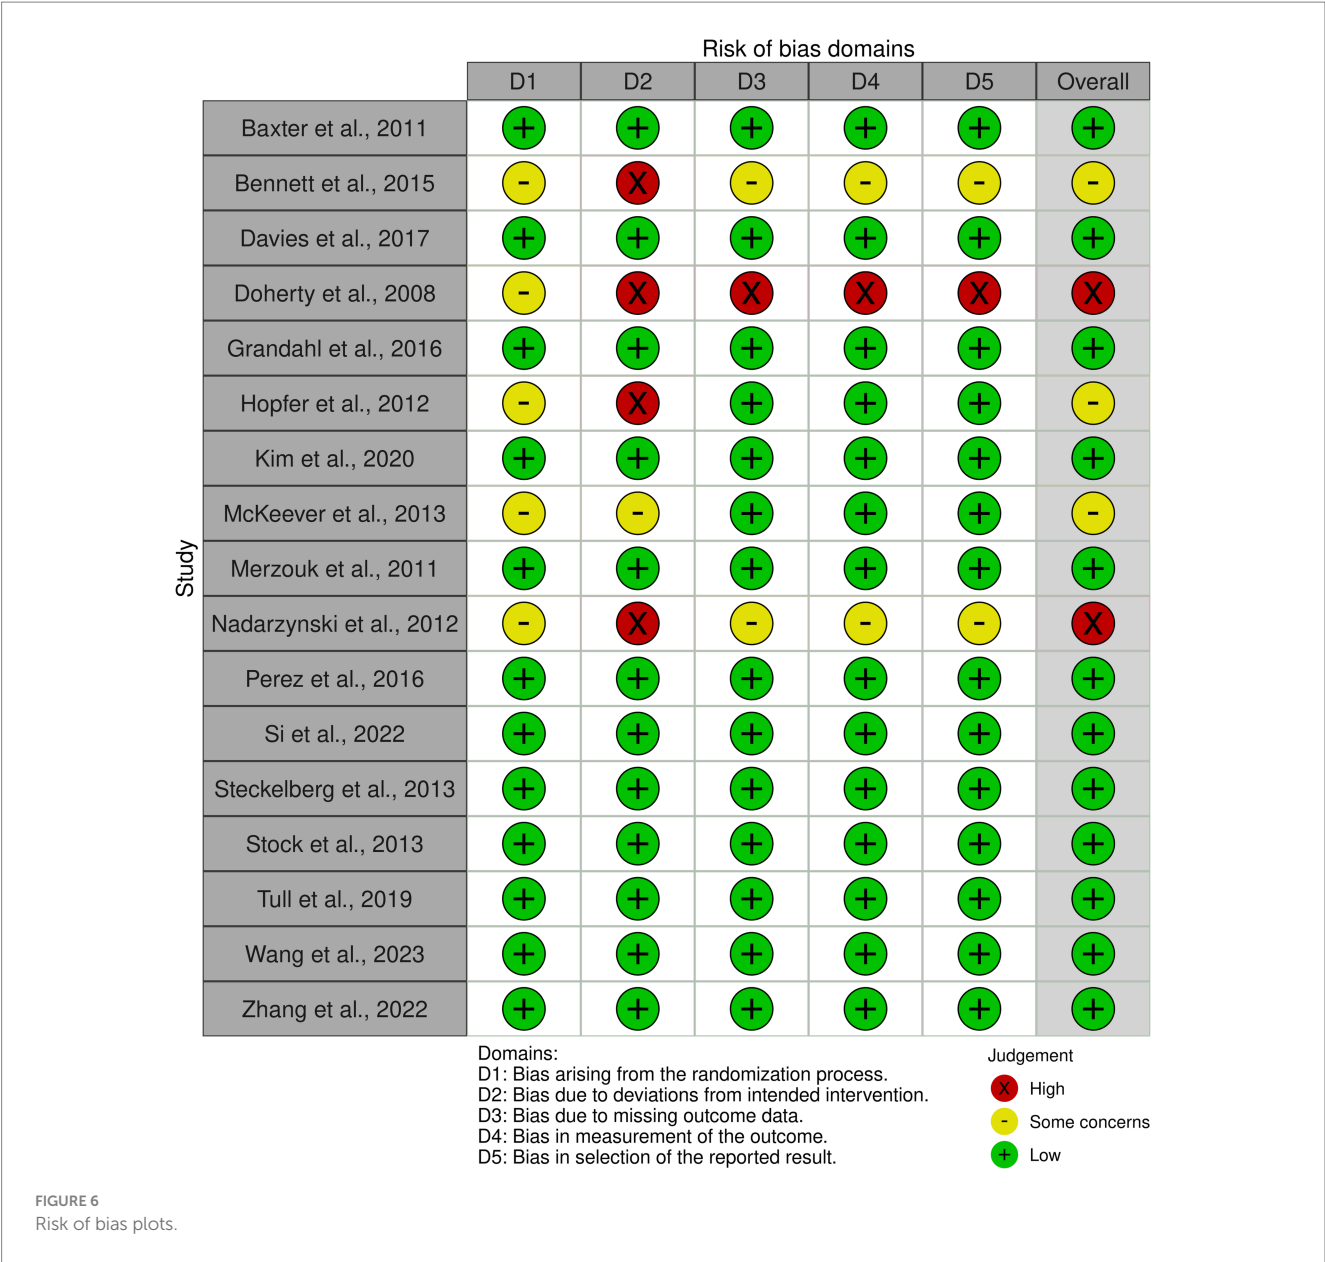 Risk of bias domains
D1 D2 D3 D4 D5 Overall
Study
Baxter et al., 2011 + + + + + +
Bennett et al., 2015 - X - - - -
Davies et al., 2017 + + + + + +
Doherty et al., 2008 - X X X X X
Grandahl et al., 2016 + + + + + +
Hopfer et al., 2012 - X + + + -
Kim et al., 2020 + + + + + +
McKeever et al., 2013 - - + + + -
Merzouk et al., 2011 + + + + + +
Nadarzynski et al., 2012 - X - - - X
Perez et al., 2016 + + + + + +
Si et al., 2022 + + + + + +
Steckelberg et al., 2013 + + + + + +
Stock et al., 2013 + + + + + +
Tull et al., 2019 + + + + + +
Wang et al., 2023 + + + + + +
Zhang et al., 2022 + + + + + +
Domains:
D1: Bias arising from the randomization process.
D2: Bias due to deviations from intended intervention.
D3: Bias due to missing outcome data.
D4: Bias in measurement of the outcome.
D5: Bias in selection of the reported result.
Judgement
X High
- Some concerns
+ Low
FIGURE 6
Risk of bias plots.